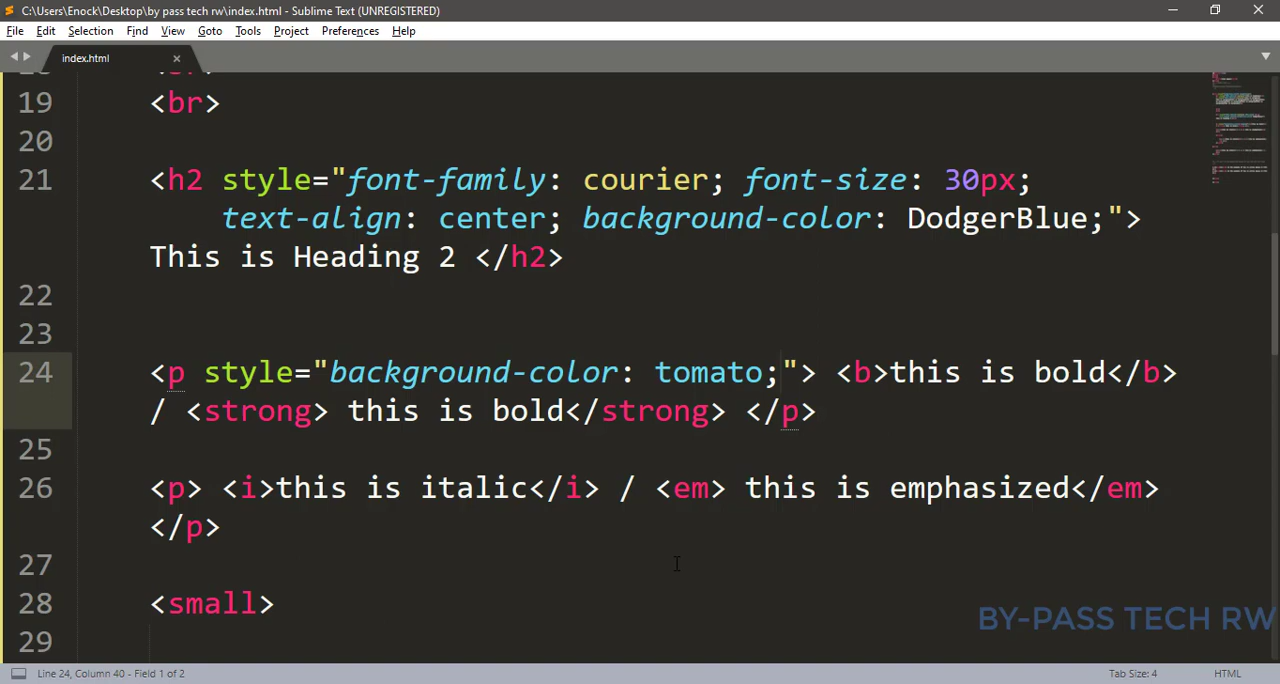 C:\Users\Enock\Desktop\by pass tech rw\index.html - Sublime Text (UNREGISTERED)
File Edit Selection Find View Goto Tools Project Preferences Help
index.html
19 <br>
20
21 <h2 style="font-family: courier; font-size: 30px;
text-align: center; background-color: DodgerBlue;">
This is Heading 2 </h2>
22
23
24 <p style="background-color: tomato;"> <b>this is bold</b>
/ <strong> this is bold</strong> </p>
25
26 <p> <i>this is italic</i> / <em> this is emphasized</em>
</p>
27
28 <small>
29
BY-PASS TECH RW
Line 24, Column 40 - Field 1 of 2
Tab Size: 4
HTML